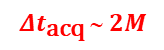 Δt_acq ~ 2M